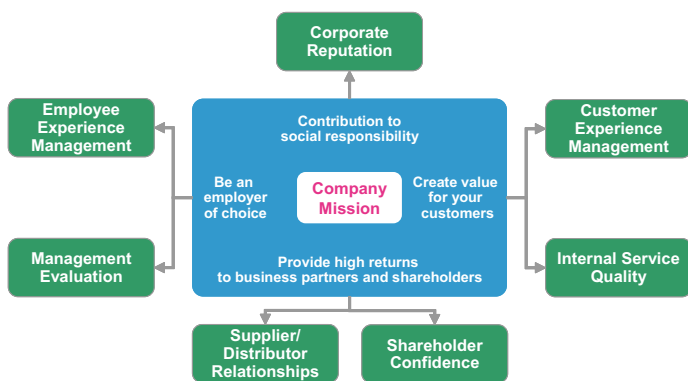 Corporate
Reputation
Employee
Experience
Management
Customer
Experience
Management
Contribution to
social responsibility
Be an
employer
of choice
Company
Mission
Create value
for your
customers
Provide high returns
to business partners and shareholders
Management
Evaluation
Internal Service
Quality
Supplier/
Distributor
Relationships
Shareholder
Confidence